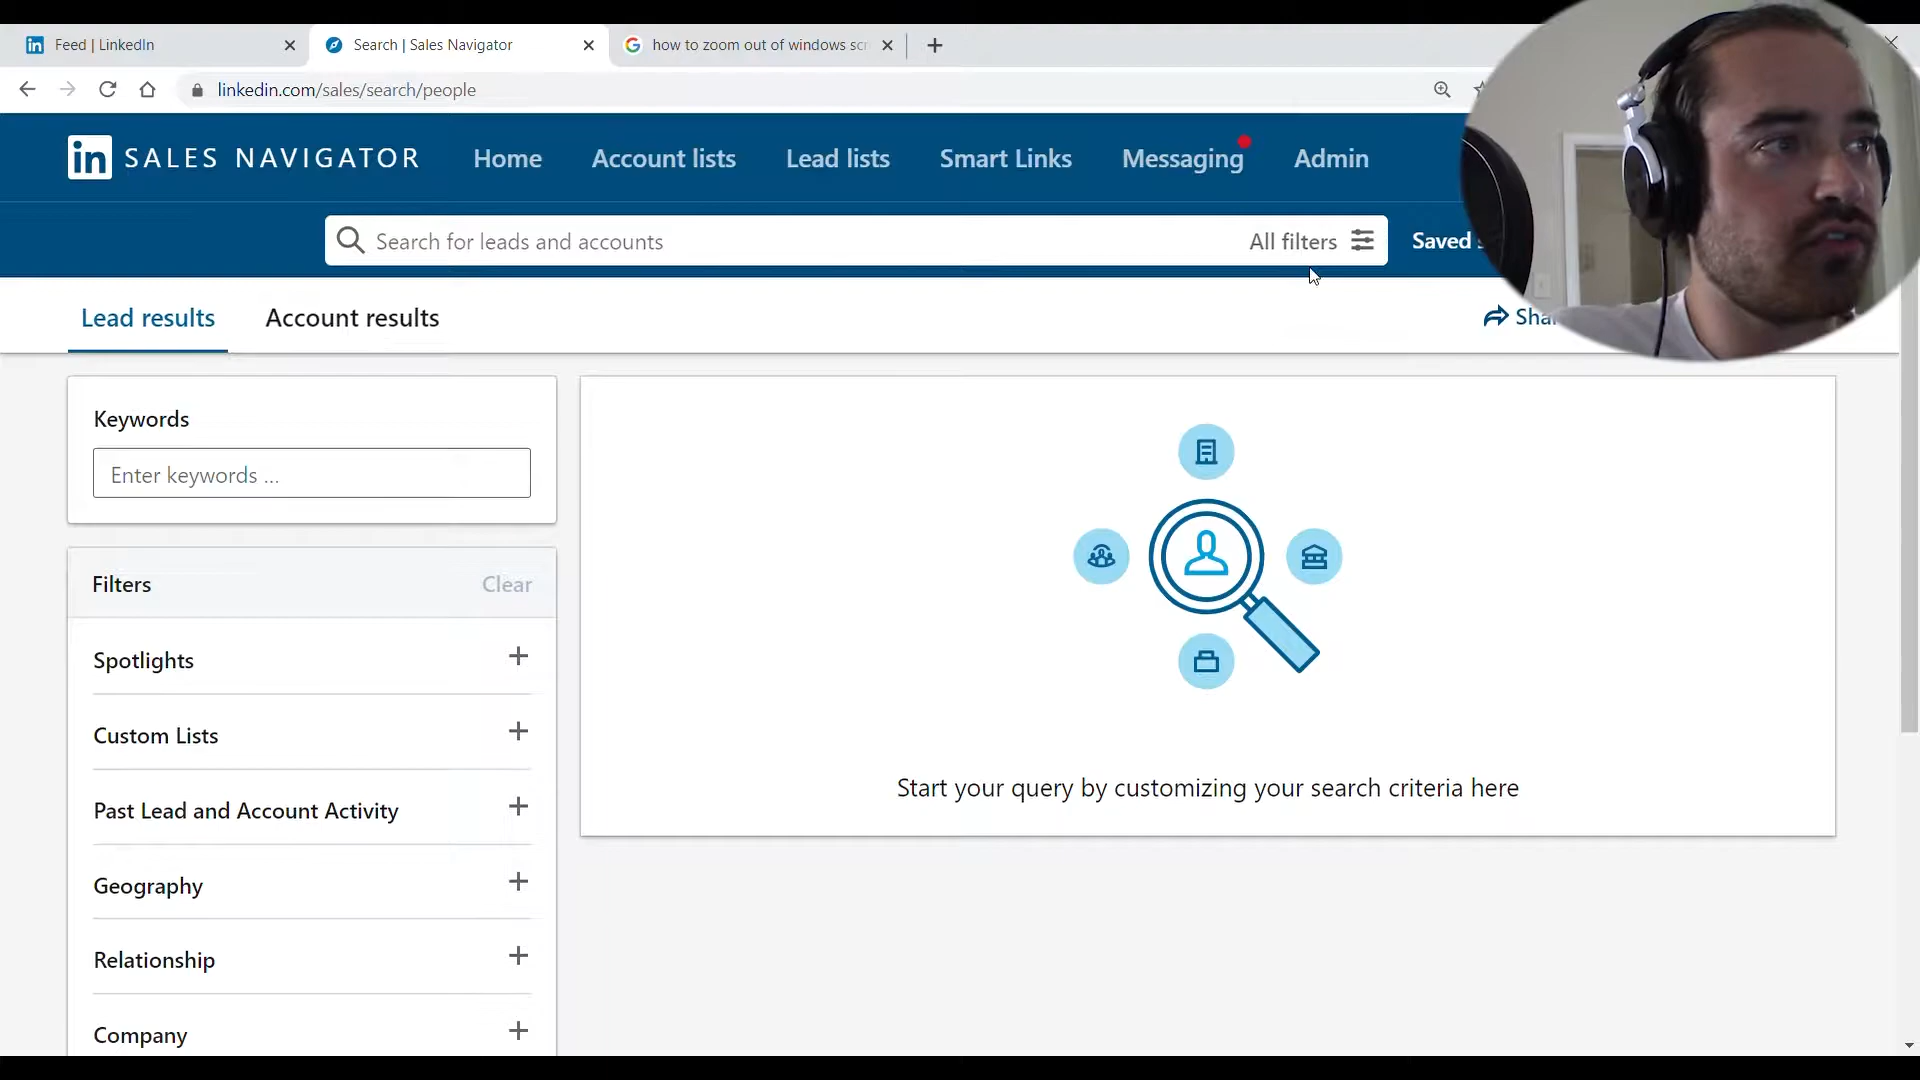 Feed | LinkedIn
Search | Sales Navigator
how to zoom out of windows scr
linkedin.com/sales/search/people
in SALES NAVIGATOR
Home
Account lists
Lead lists
Smart Links
Messaging
Admin
Search for leads and accounts
All filters
Saved
Lead results
Account results
Sha
Keywords
Enter keywords ...
Filters
Clear
Spotlights
Custom Lists
Past Lead and Account Activity
Geography
Relationship
Company
Start your query by customizing your search criteria here